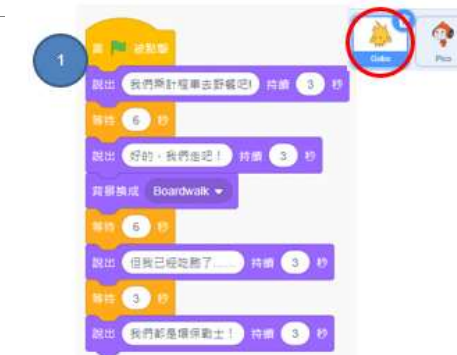 1
當 被點擊
說出 我們乘計程車去野餐吧! 持續 3 秒
等待 6 秒
說出 好的,我們走吧! 持續 3 秒
背景換成 Boardwalk
等待 6 秒
說出 但我已經吃飽了...... 持續 3 秒
等待 3 秒
說出 我們都是環保戰士! 持續 3 秒
Gobo
Pico